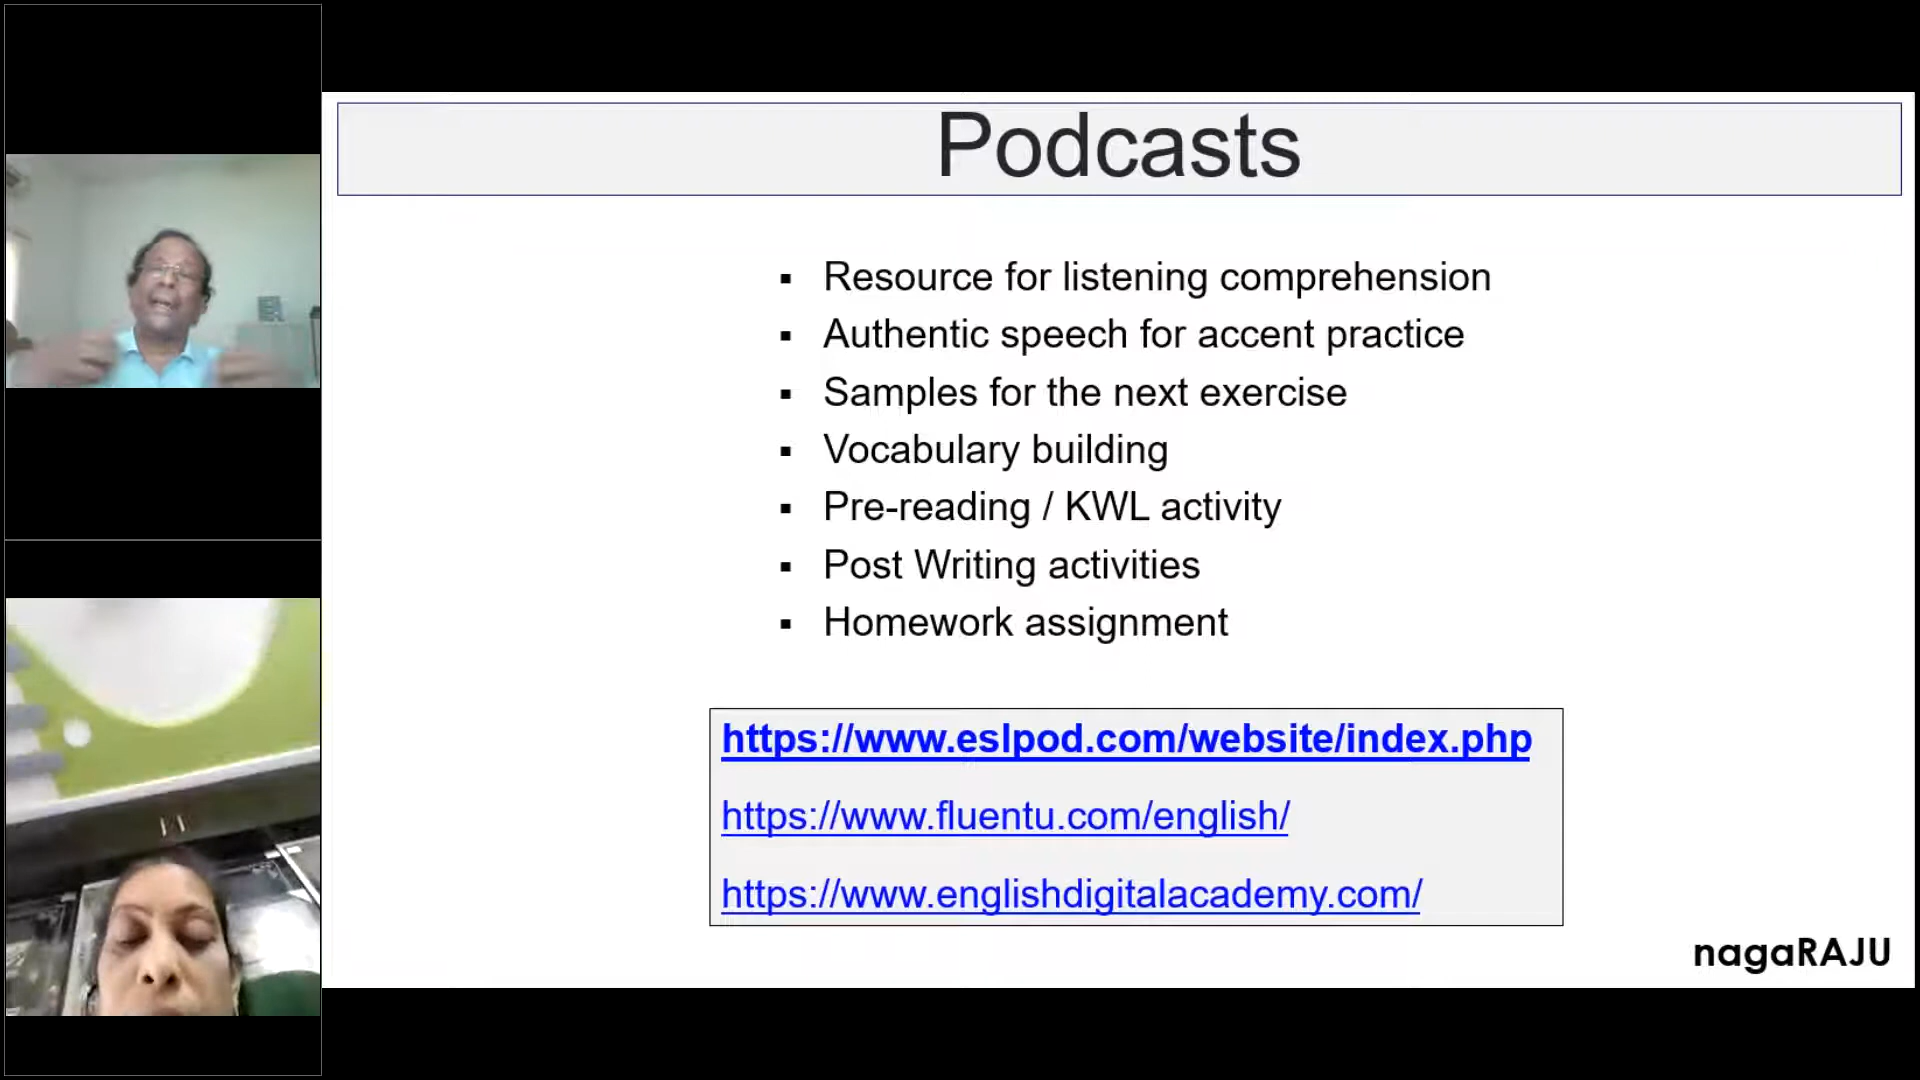 Podcasts
▪ Resource for listening comprehension
▪ Authentic speech for accent practice
▪ Samples for the next exercise
▪ Vocabulary building
▪ Pre-reading / KWL activity
▪ Post Writing activities
▪ Homework assignment
https://www.eslpod.com/website/index.php
https://www.fluentu.com/english/
https://www.englishdigitalacademy.com/
nagaRAJU